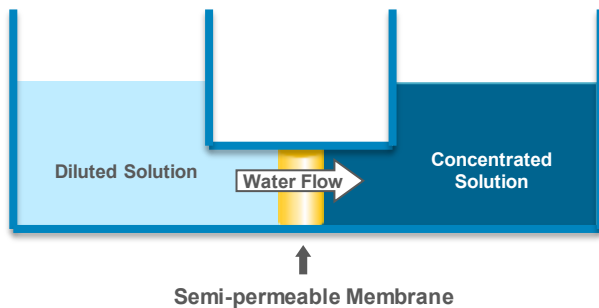 Diluted Solution
Water Flow
Concentrated
Solution
Semi-permeable Membrane